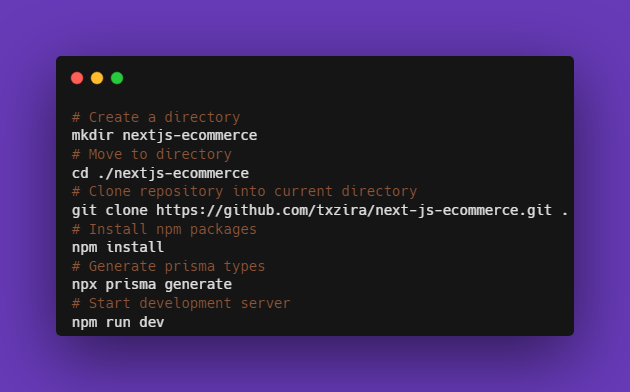 # Create a directory
mkdir nextjs-ecommerce
# Move to directory
cd ./nextjs-ecommerce
# Clone repository into current directory
git clone https://github.com/txzira/next-js-ecommerce.git .
# Install npm packages
npm install
# Generate prisma types
npx prisma generate
# Start development server
npm run dev